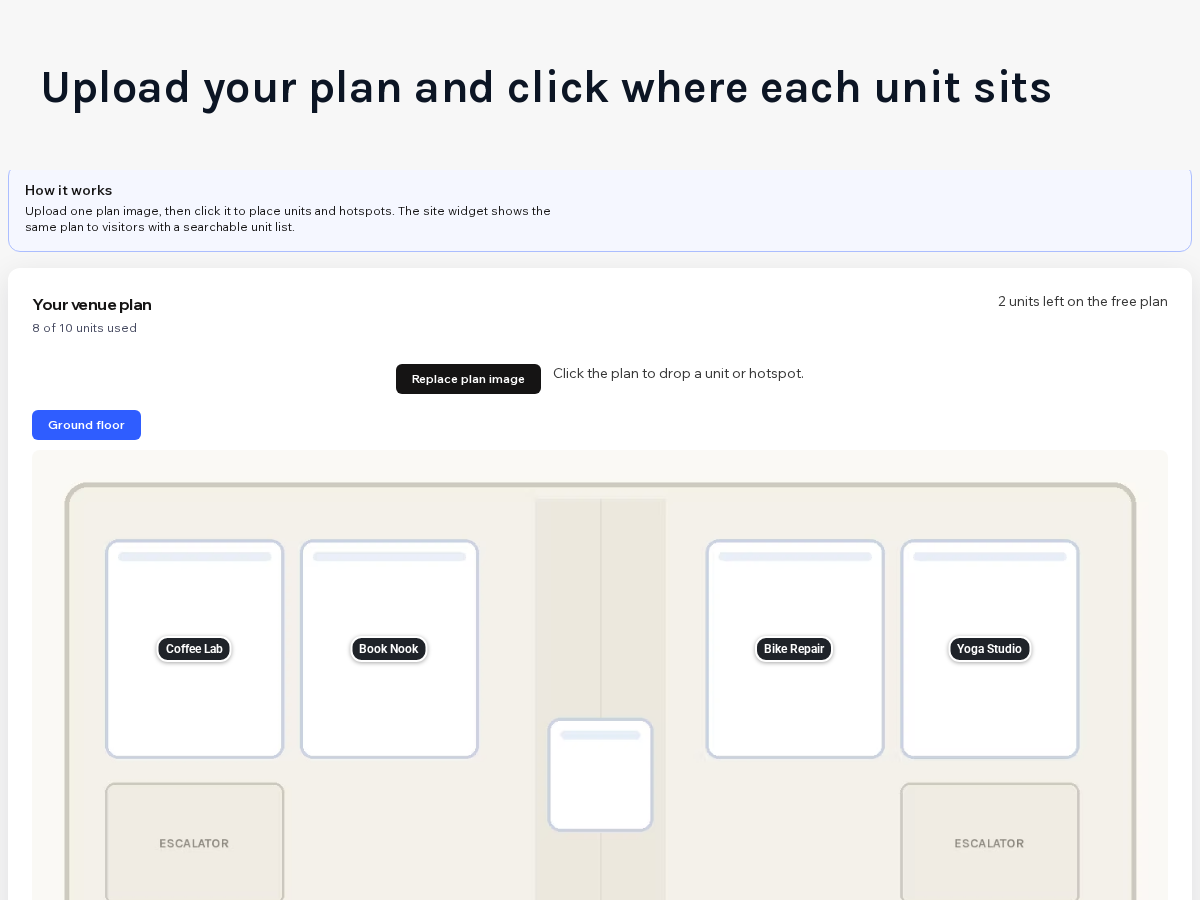 Upload your plan and click where each unit sits
How it works
Upload one plan image, then click it to place units and hotspots. The site widget shows the
same plan to visitors with a searchable unit list.
Your venue plan
2 units left on the free plan
8 of 10 units used
Replace plan image
Click the plan to drop a unit or hotspot.
Ground floor
Coffee Lab
Book Nook
Bike Repair
Yoga Studio
ESCALATOR
ESCALATOR